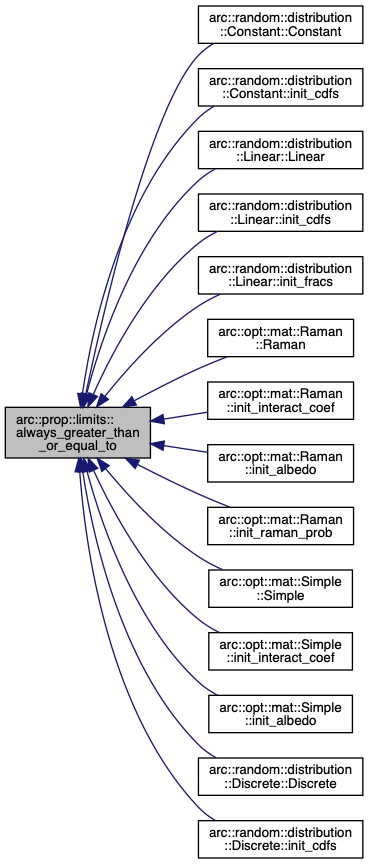 arc::random::distribution
::Constant::Constant
arc::random::distribution
::Constant::init_cdfs
arc::random::distribution
::Linear::Linear
arc::random::distribution
::Linear::init_cdfs
arc::random::distribution
::Linear::init_fracs
arc::opt::mat::Raman
::Raman
arc::opt::mat::Raman
::init_interact_coef
arc::prop::limits::
always_greater_than
_or_equal_to
arc::opt::mat::Raman
::init_albedo
arc::opt::mat::Raman
::init_raman_prob
arc::opt::mat::Simple
::Simple
arc::opt::mat::Simple
::init_interact_coef
arc::opt::mat::Simple
::init_albedo
arc::random::distribution
::Discrete::Discrete
arc::random::distribution
::Discrete::init_cdfs